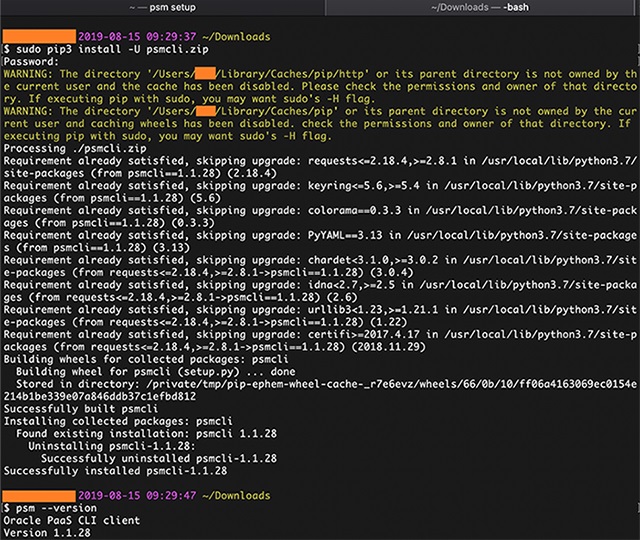 ~ — psm setup
~/Downloads — -bash
2019-08-15 09:29:37 ~/Downloads
$ sudo pip3 install -U psmcli.zip
Password:
WARNING: The directory '/Users/ /Library/Caches/pip/http' or its parent directory is not owned by th
e current user and the cache has been disabled. Please check the permissions and owner of that directo
ry. If executing pip with sudo, you may want sudo's -H flag.
WARNING: The directory '/Users/ /Library/Caches/pip' or its parent directory is not owned by the cur
rent user and caching wheels has been disabled. check the permissions and owner of that directory. If
executing pip with sudo, you may want sudo's -H flag.
Processing ./psmcli.zip
Requirement already satisfied, skipping upgrade: requests<=2.18.4,>=2.8.1 in /usr/local/lib/python3.7/
site-packages (from psmcli==1.1.28) (2.18.4)
Requirement already satisfied, skipping upgrade: keyring<=5.6,>=5.4 in /usr/local/lib/python3.7/site-p
ackages (from psmcli==1.1.28) (5.6)
Requirement already satisfied, skipping upgrade: colorama==0.3.3 in /usr/local/lib/python3.7/site-pack
ages (from psmcli==1.1.28) (0.3.3)
Requirement already satisfied, skipping upgrade: PyYAML==3.13 in /usr/local/lib/python3.7/site-package
s (from psmcli==1.1.28) (3.13)
Requirement already satisfied, skipping upgrade: chardet<3.1.0,>=3.0.2 in /usr/local/lib/python3.7/sit
e-packages (from requests<=2.18.4,>=2.8.1->psmcli==1.1.28) (3.0.4)
Requirement already satisfied, skipping upgrade: idna<2.7,>=2.5 in /usr/local/lib/python3.7/site-packa
ges (from requests<=2.18.4,>=2.8.1->psmcli==1.1.28) (2.6)
Requirement already satisfied, skipping upgrade: urllib3<1.23,>=1.21.1 in /usr/local/lib/python3.7/sit
e-packages (from requests<=2.18.4,>=2.8.1->psmcli==1.1.28) (1.22)
Requirement already satisfied, skipping upgrade: certifi>=2017.4.17 in /usr/local/lib/python3.7/site-p
ackages (from requests<=2.18.4,>=2.8.1->psmcli==1.1.28) (2018.11.29)
Building wheels for collected packages: psmcli
Building wheel for psmcli (setup.py) ... done
Stored in directory: /private/tmp/pip-ephem-wheel-cache-_r7e6evz/wheels/66/0b/10/ff06a4163069ec0154e
214b1be339e07a846ddb37c1efbd812
Successfully built psmcli
Installing collected packages: psmcli
Found existing installation: psmcli 1.1.28
Uninstalling psmcli-1.1.28:
Successfully uninstalled psmcli-1.1.28
Successfully installed psmcli-1.1.28
2019-08-15 09:29:47 ~/Downloads
$ psm --version
Oracle PaaS CLI client
Version 1.1.28